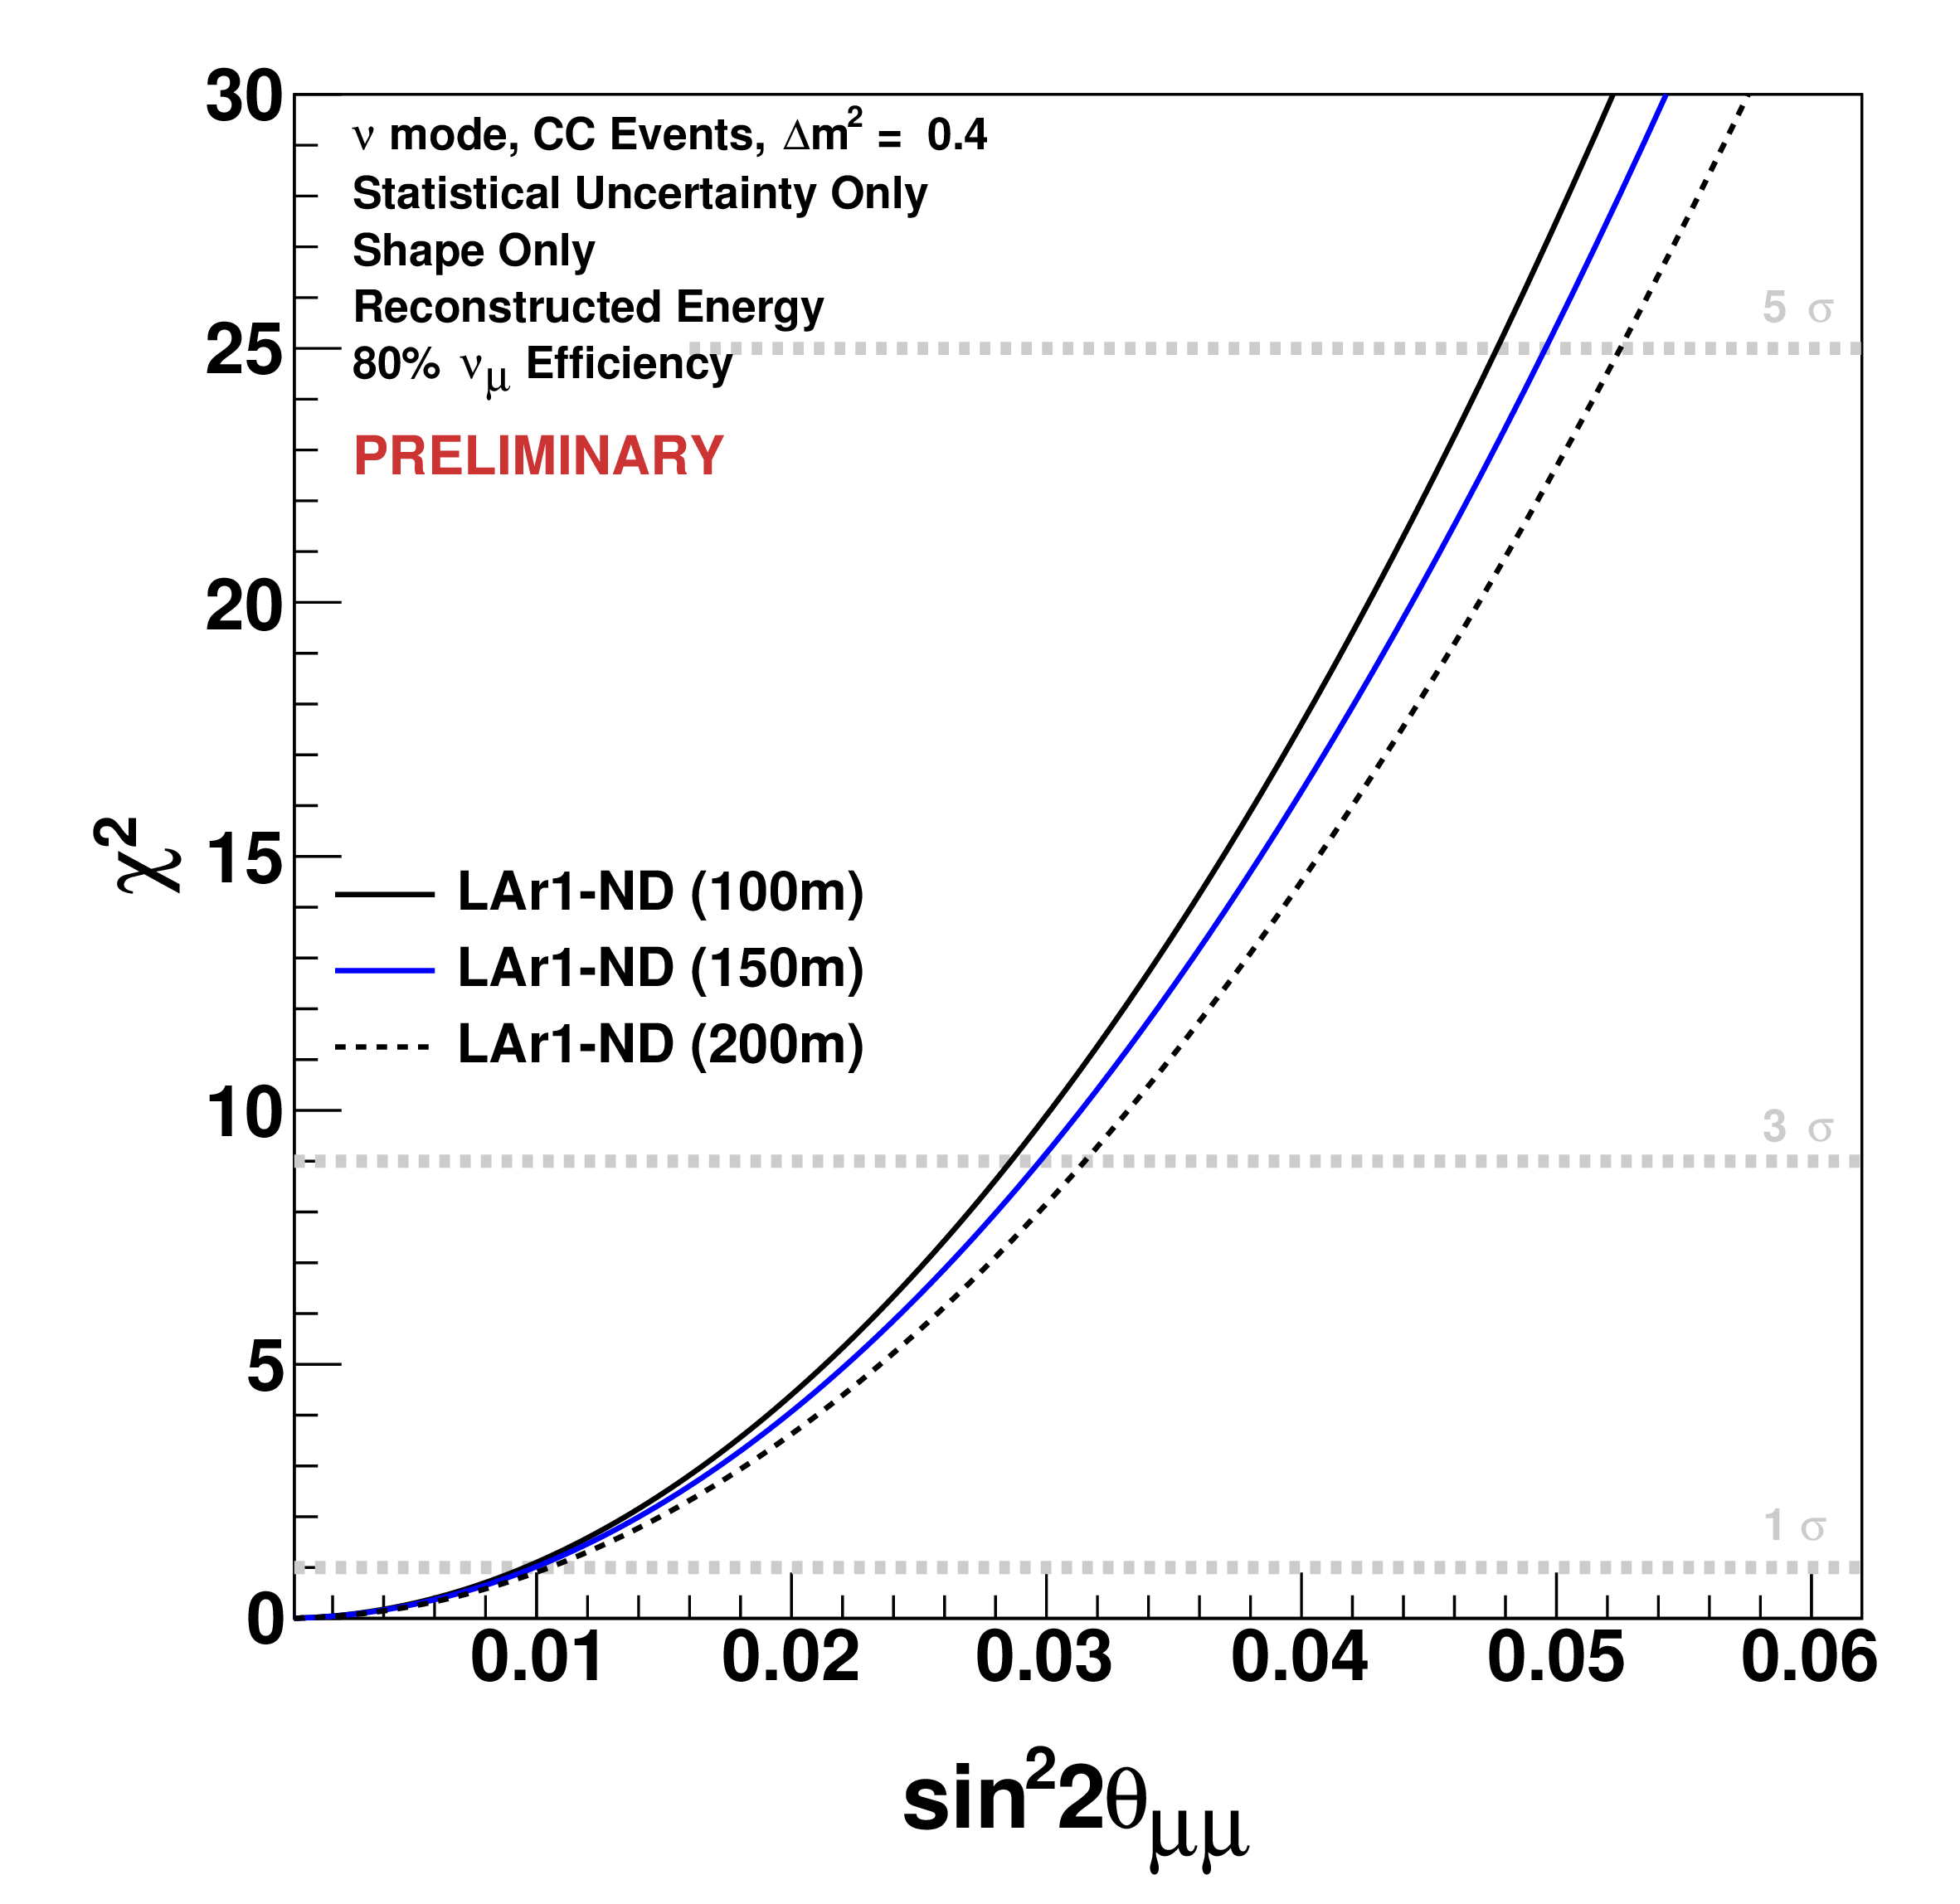 30
ν mode, CC Events, Δm² = 0.4
Statistical Uncertainty Only
Shape Only
Reconstructed Energy
5 σ
25
80% νμ Efficiency
PRELIMINARY
20
χ²
15
LAr1-ND (100m)
LAr1-ND (150m)
LAr1-ND (200m)
10
3 σ
5
1 σ
0
0.01 0.02 0.03 0.04 0.05 0.06
sin²2θμμ